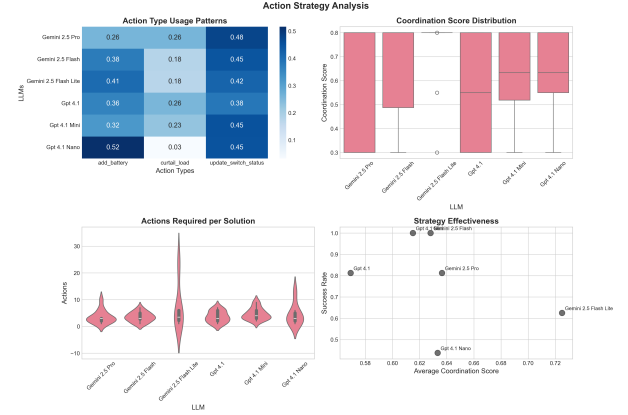 Action Strategy Analysis
Action Type Usage Patterns
LLMs
Gemini 2.5 Pro 0.26 0.26 0.48
Gemini 2.5 Flash 0.38 0.18 0.45
Gemini 2.5 Flash Lite 0.41 0.18 0.42
Gpt 4.1 0.36 0.26 0.38
Gpt 4.1 Mini 0.32 0.23 0.45
Gpt 4.1 Nano 0.52 0.03 0.45
add_battery curtail_load update_switch_status
Action Types
0.5
0.4
0.3
0.2
0.1
Coordination Score Distribution
Coordination Score
0.8
0.7
0.6
0.5
0.4
0.3
Gemini 2.5 Pro
Gemini 2.5 Flash
Gemini 2.5 Flash Lite
Gpt 4.1
Gpt 4.1 Mini
Gpt 4.1 Nano
LLM
Actions Required per Solution
Actions
30
20
10
0
−10
Gemini 2.5 Pro
Gemini 2.5 Flash
Gemini 2.5 Flash Lite
Gpt 4.1
Gpt 4.1 Mini
Gpt 4.1 Nano
LLM
Strategy Effectiveness
Success Rate
1.0
0.9
0.8
0.7
0.6
0.5
Gpt 4.1
Gemini 2.5 Flash
Gpt 4.1
Gemini 2.5 Pro
Gemini 2.5 Flash Lite
Gpt 4.1 Nano
0.58 0.60 0.62 0.64 0.66 0.68 0.70 0.72
Average Coordination Score